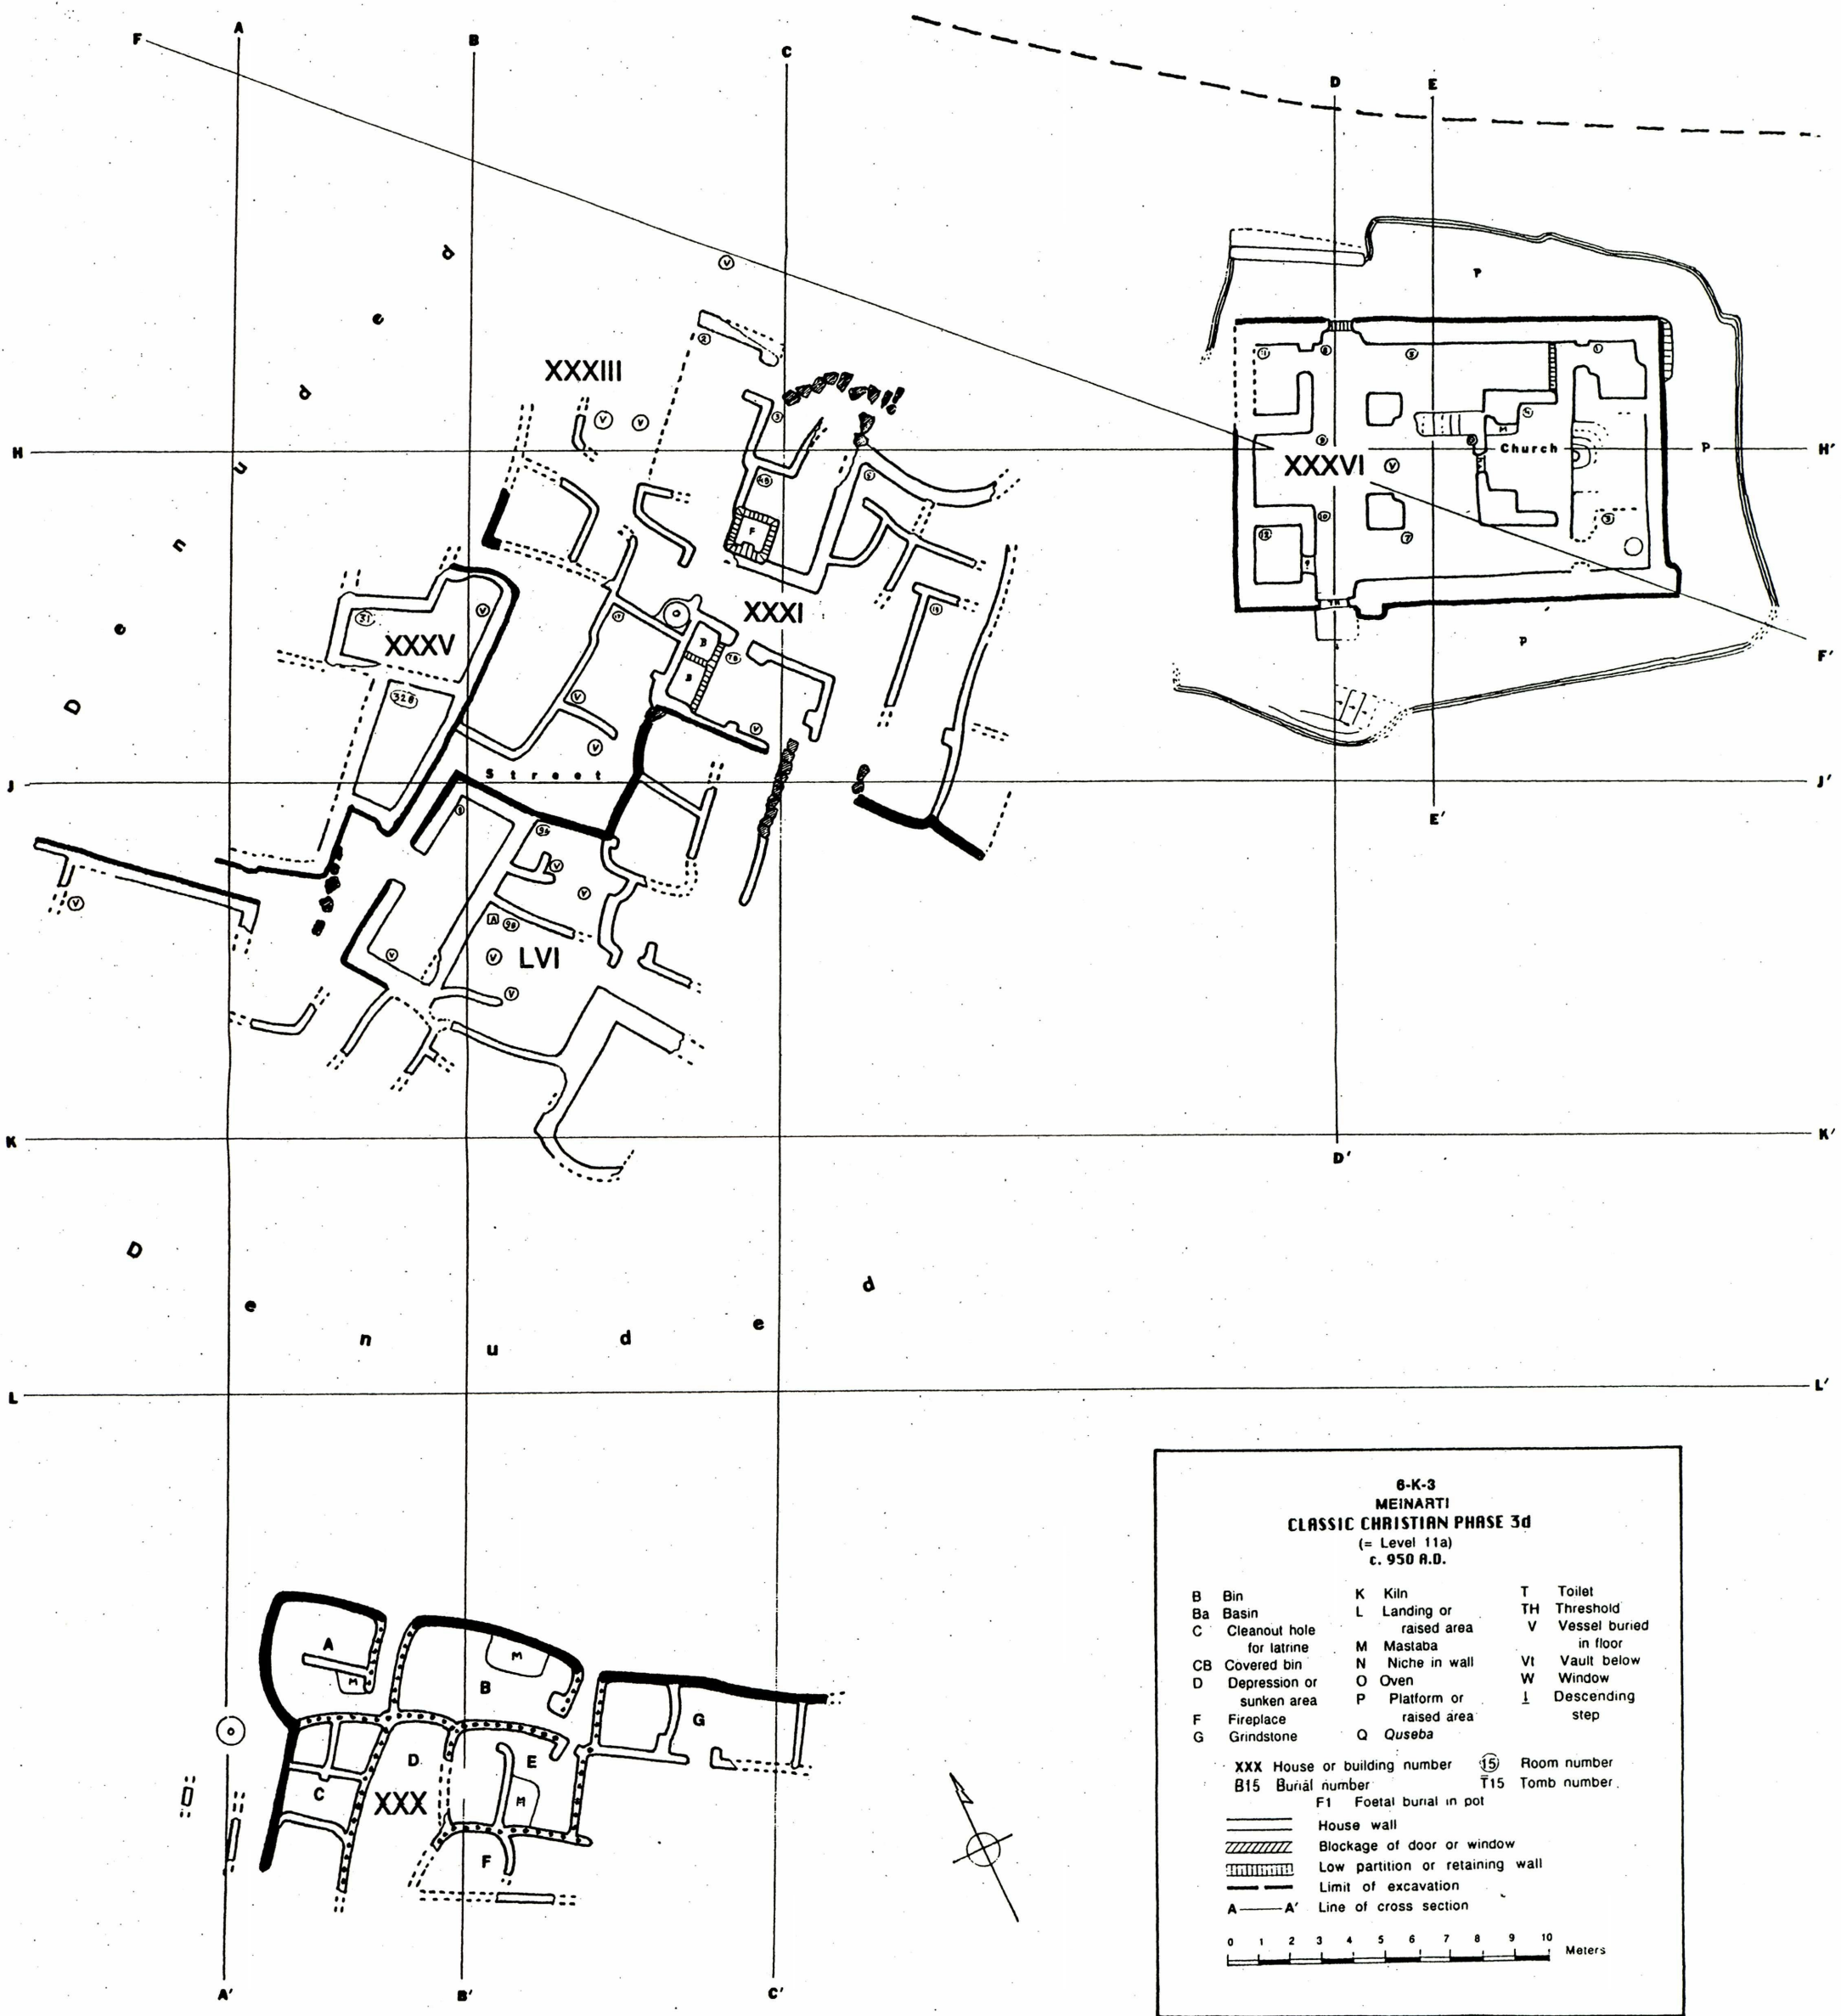 F
A
B
C
D
E
XXXIII
H
XXXVI
Church
P
P
P
H'
XXXI
XXXV
31
32B
F
B
B
M
TH
F'
Street
J
J'
E'
LVI
A
K
K'
D'
Denuded
Denuded
L
L'
A
M
M
B
G
D
E
C
XXX
M
F
A'
B'
C'
6-K-3
MEINARTI
CLASSIC CHRISTIAN PHASE 3d
(= Level 11a)
c. 950 A.D.
B Bin
Ba Basin
C Cleanout hole
for latrine
CB Covered bin
D Depression or
sunken area
F Fireplace
G Grindstone
K Kiln
L Landing or
raised area
M Mastaba
N Niche in wall
O Oven
P Platform or
raised area
Q Quseba
T Toilet
TH Threshold
V Vessel buried
in floor
Vt Vault below
W Window
Descending
step
XXX House or building number
15 Room number
B15 Burial number
T15 Tomb number
F1 Foetal burial in pot
House wall
Blockage of door or window
Low partition or retaining wall
Limit of excavation
A A' Line of cross section
0 1 2 3 4 5 6 7 8 9 10
Meters